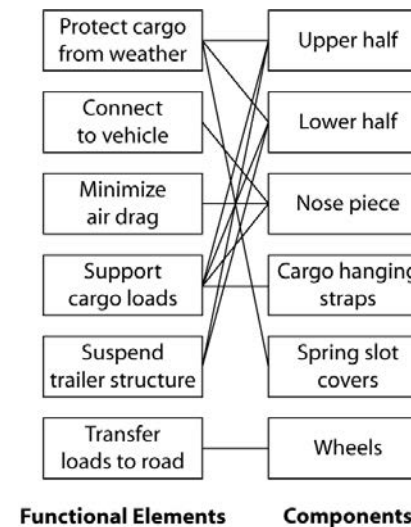 Protect cargo
from weather
Upper half
Connect
to vehicle
Lower half
Minimize
air drag
Nose piece
Support
cargo loads
Cargo hanging
straps
Suspend
trailer structure
Spring slot
covers
Transfer
loads to road
Wheels
Functional Elements
Components